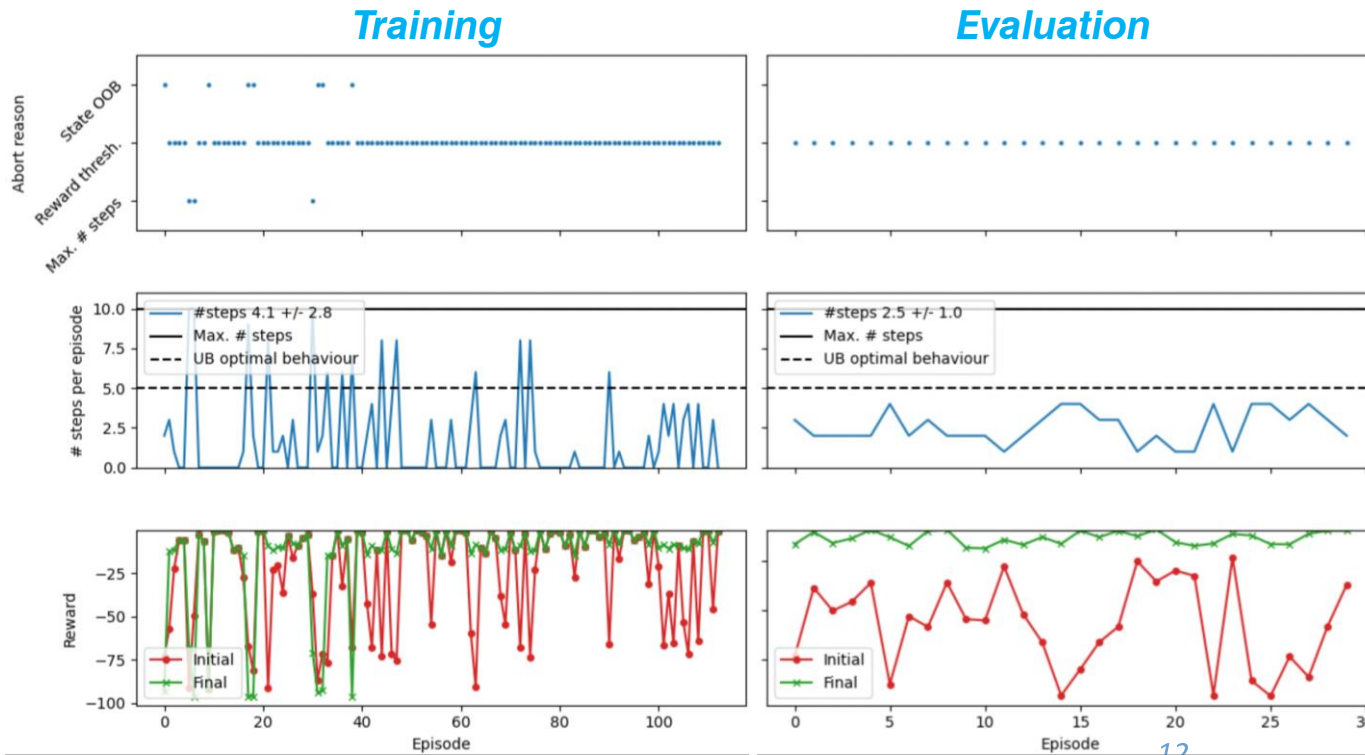 Training
Evaluation
Abort reason
State OOB
Reward thresh.
Max. # steps
# steps per episode
10.0
7.5
5.0
2.5
0.0
#steps 4.1 +/- 2.8
Max. # steps
UB optimal behaviour
#steps 2.5 +/- 1.0
Max. # steps
UB optimal behaviour
Reward
−25
−50
−75
−100
Initial
Final
Initial
Final
0 20 40 60 80 100
Episode
0 5 10 15 20 25
Episode
12